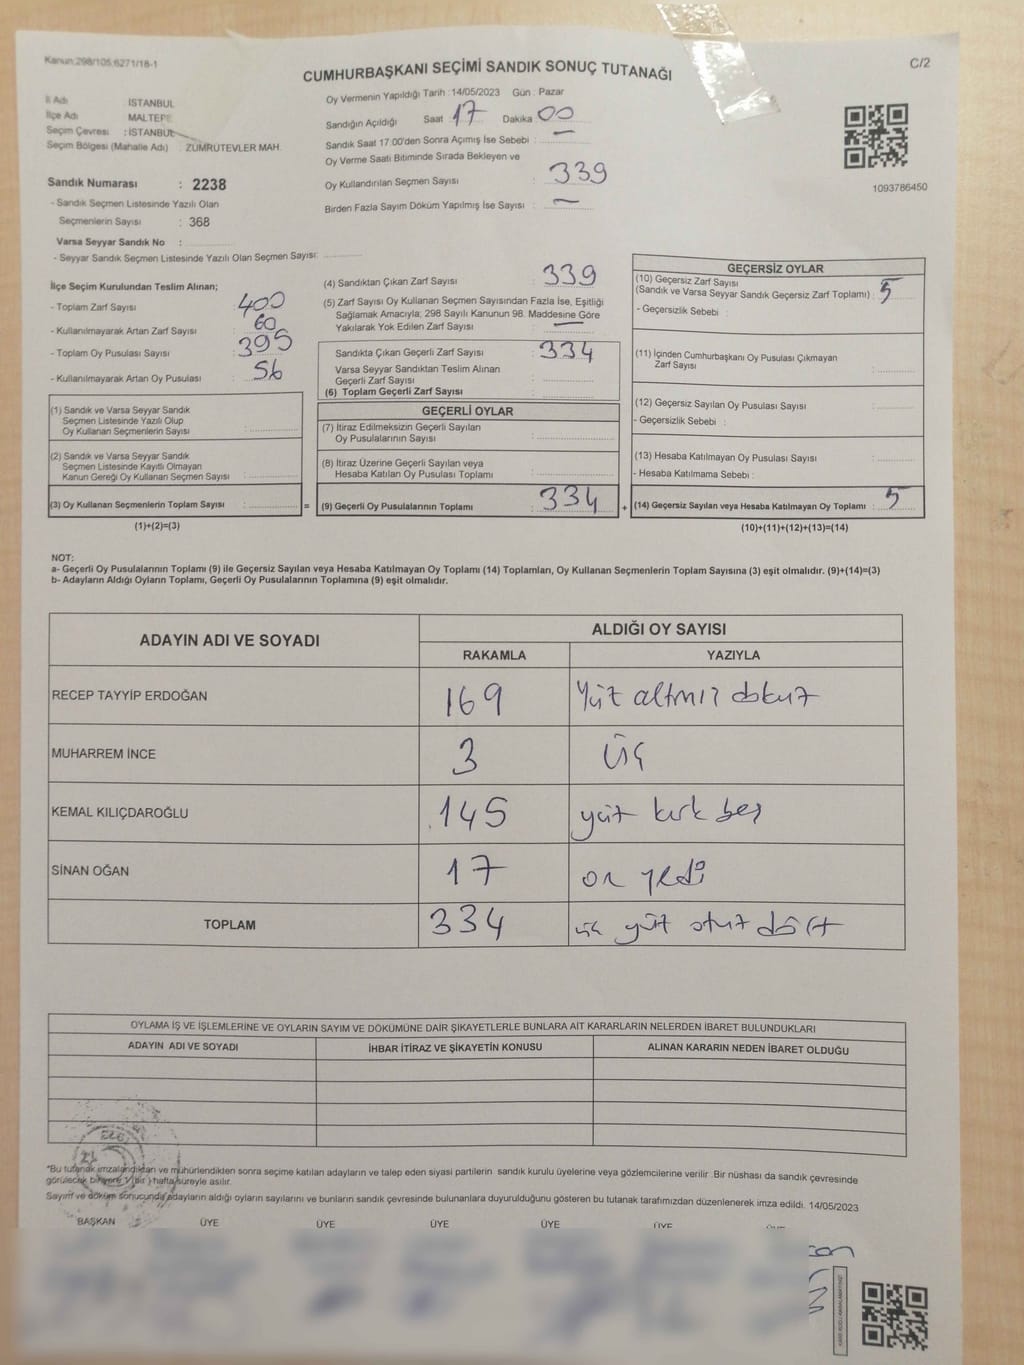 Kanun:298/105;6271/18-1
C/2
CUMHURBAŞKANI SEÇİMİ SANDIK SONUÇ TUTANAĞI
İl Adı İSTANBUL
İlçe Adı MALTEPE
Seçim Çevresi : İSTANBUL
Seçim Bölgesi (Mahalle Adı) ZÜMRÜTEVLER MAH.
Sandık Numarası : 2238
- Sandık Seçmen Listesinde Yazılı Olan
Seçmenlerin Sayısı : 368
Varsa Seyyar Sandık No :
- Seyyar Sandık Seçmen Listesinde Yazılı Olan Seçmen Sayısı:
Oy Vermenin Yapıldığı Tarih : 14/05/2023 Gün : Pazar
Sandığın Açıldığı Saat 17 Dakika 00
Sandık Saat 17:00'den Sonra Açımış İse Sebebi : —
Oy Verme Saati Bitiminde Sırada Bekleyen ve
Oy Kullandırılan Seçmen Sayısı : 339
Birden Fazla Sayım Döküm Yapılmış İse Sayısı : —
1093786450
İlçe Seçim Kurulundan Teslim Alınan;
- Toplam Zarf Sayısı : 400
- Kullanılmayarak Artan Zarf Sayısı : 60
- Toplam Oy Pusulası Sayısı : 395
- Kullanılmayarak Artan Oy Pusulası : 56
(1) Sandık ve Varsa Seyyar Sandık
Seçmen Listesinde Yazılı Olup
Oy Kullanan Seçmenlerin Sayısı :
(2) Sandık ve Varsa Seyyar Sandık
Seçmen Listesinde Kayıtlı Olmayan
Kanun Gereği Oy Kullanan Seçmen Sayısı :
(3) Oy Kullanan Seçmenlerin Toplam Sayısı : =
(1)+(2)=(3)
(4) Sandıktan Çıkan Zarf Sayısı : 339
(5) Zarf Sayısı Oy Kullanan Seçmen Sayısından Fazla İse, Eşitliği
Sağlamak Amacıyla; 298 Sayılı Kanunun 98. Maddesine Göre
Yakılarak Yok Edilen Zarf Sayısı : —
Sandıkta Çıkan Geçerli Zarf Sayısı : 334
Varsa Seyyar Sandıktan Teslim Alınan
Geçerli Zarf Sayısı :
(6) Toplam Geçerli Zarf Sayısı :
GEÇERLİ OYLAR
(7) İtiraz Edilmeksizin Geçerli Sayılan
Oy Pusulalarının Sayısı :
(8) İtiraz Üzerine Geçerli Sayılan veya
Hesaba Katılan Oy Pusulası Toplamı :
(9) Geçerli Oy Pusulalarının Toplamı : 334 +
GEÇERSİZ OYLAR
(10) Geçersiz Zarf Sayısı
(Sandık ve Varsa Seyyar Sandık Geçersiz Zarf Toplamı) : 5
- Geçersizlik Sebebi :
(11) İçinden Cumhurbaşkanı Oy Pusulası Çıkmayan
Zarf Sayısı :
(12) Geçersiz Sayılan Oy Pusulası Sayısı :
- Geçersizlik Sebebi :
(13) Hesaba Katılmayan Oy Pusulası Sayısı :
- Hesaba Katılmama Sebebi :
(14) Geçersiz Sayılan veya Hesaba Katılmayan Oy Toplamı : 5
(10)+(11)+(12)+(13)=(14)
NOT:
a- Geçerli Oy Pusulalarının Toplamı (9) ile Geçersiz Sayılan veya Hesaba Katılmayan Oy Toplamı (14) Toplamları, Oy Kullanan Seçmenlerin Toplam Sayısına (3) eşit olmalıdır. (9)+(14)=(3)
b- Adayların Aldığı Oyların Toplamı, Geçerli Oy Pusulalarının Toplamına (9) eşit olmalıdır.
ADAYIN ADI VE SOYADI ALDIĞI OY SAYISI
RAKAMLA YAZIYLA
RECEP TAYYİP ERDOĞAN 169 Yüz altmış dokuz
MUHARREM İNCE 3 üç
KEMAL KILIÇDAROĞLU 145 yüz kırk beş
SİNAN OĞAN 17 on yedi
TOPLAM 334 üç yüz otuz dört
OYLAMA İŞ VE İŞLEMLERİNE VE OYLARIN SAYIM VE DÖKÜMÜNE DAİR ŞİKAYETLERLE BUNLARA AİT KARARLARIN NELERDEN İBARET BULUNDUKLARI
ADAYIN ADI VE SOYADI İHBAR İTİRAZ VE ŞİKAYETİN KONUSU ALINAN KARARIN NEDEN İBARET OLDUĞU
*Bu tutanak imzalandıktan ve mühürlendikten sonra seçime katılan adayların ve talep eden siyasi partilerin sandık kurulu üyelerine veya gözlemcilerine verilir. Bir nüshası da sandık çevresinde
görülecek bir yere 1 (bir ) hafta süreyle asılır.
Sayım ve döküm sonucunda adayların aldığı oyların sayılarını ve bunların sandık çevresinde bulunanlara duyurulduğunu gösteren bu tutanak tarafımızdan düzenlenerek imza edildi. 14/05/2023
BAŞKAN ÜYE ÜYE ÜYE ÜYE ÜYE